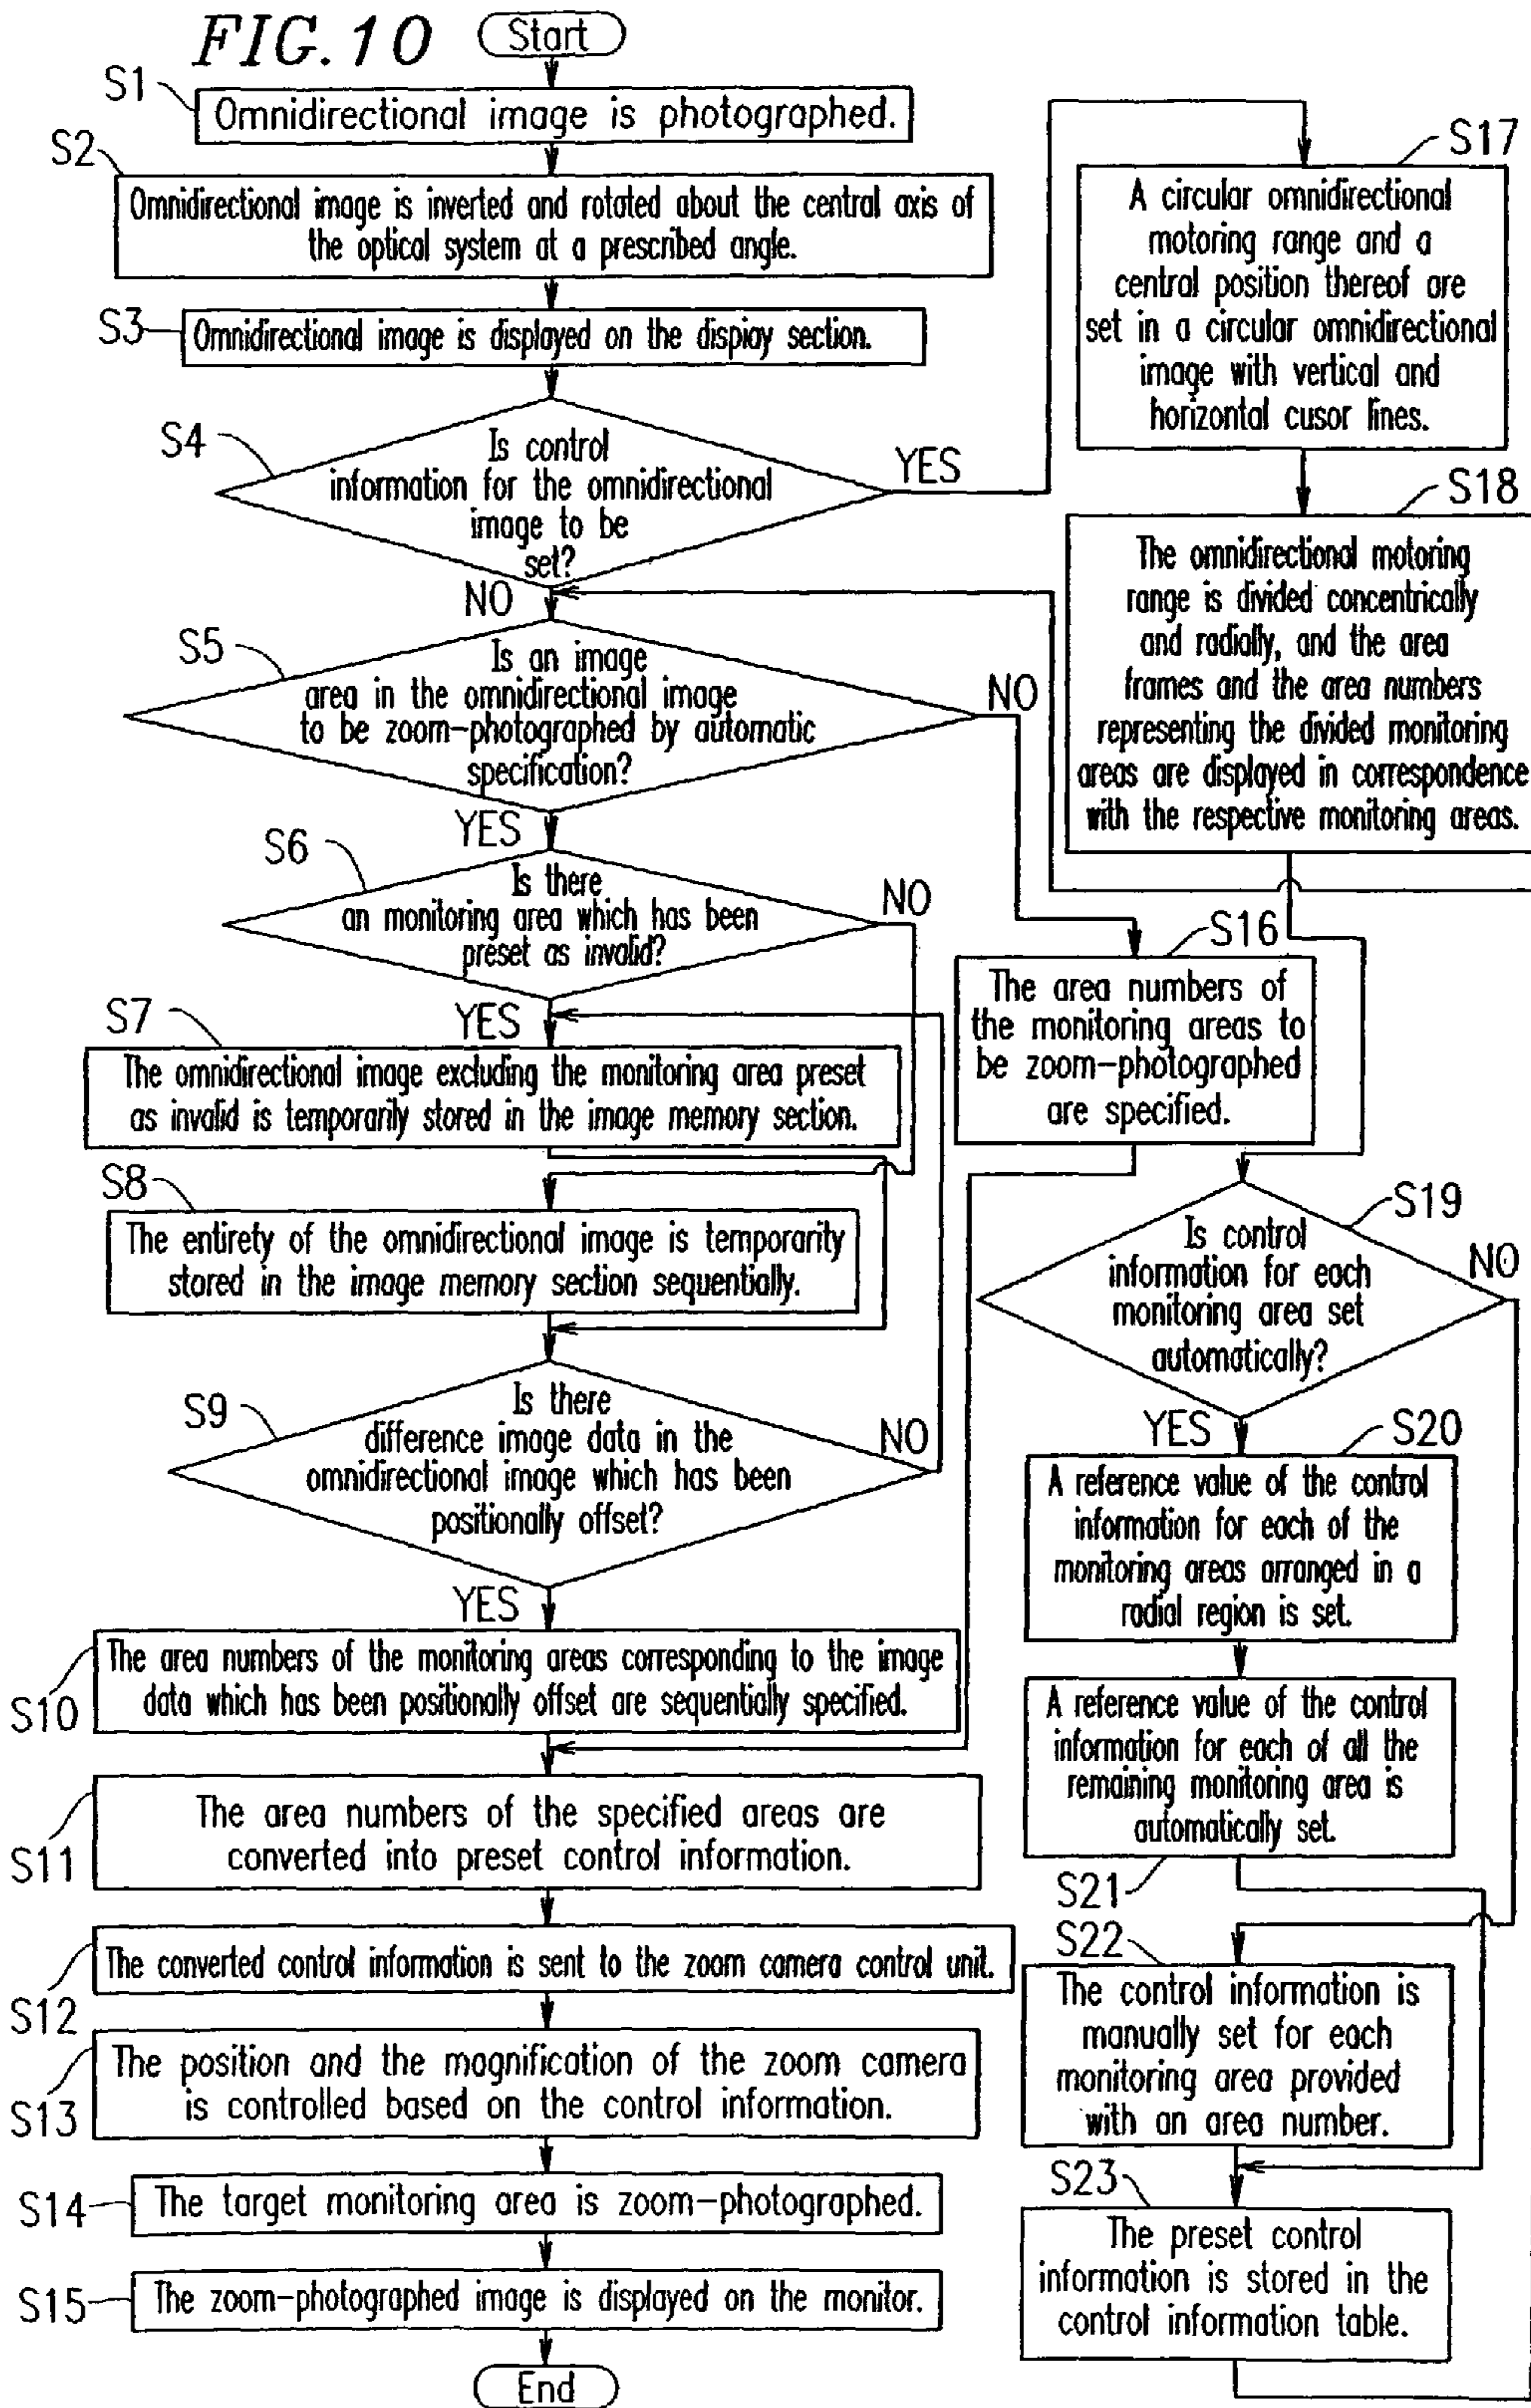 FIG. 10
Start
S1
Omnidirectional image is photographed.
S2
Omnidirectional image is inverted and rotated about the central axis of
the optical system at a prescribed angle.
S3
Omnidirectional image is displayed on the display section.
S4
Is control
information for the omnidirectional
image to be
set?
YES
NO
S5
Is an image
area in the omnidirectional image
to be zoom-photographed by automatic
specification?
NO
YES
S6
Is there
an monitoring area which has been
preset as invalid?
NO
YES
S7
The omnidirectional image excluding the monitoring area preset
as invalid is temporarily stored in the image memory section.
S8
The entirety of the omnidirectional image is temporarity
stored in the image memory section sequentially.
S9
Is there
difference image data in the
omnidirectional image which has been
positionally offset?
NO
YES
S10
The area numbers of the monitoring areas corresponding to the image
data which has been positionally offset are sequentially specified.
S11
The area numbers of the specified areas are
converted into preset control information.
S12
The converted control information is sent to the zoom camera control unit.
S13
The position and the magnification of the zoom camera
is controlled based on the control information.
S14
The target monitoring area is zoom-photographed.
S15
The zoom-photographed image is displayed on the monitor.
End
S17
A circular omnidirectional
motoring range and a
central position thereof are
set in a circular omnidirectional
image with vertical and
horizontal cusor lines.
S18
The omnidirectional motoring
range is divided concentrically
and radially, and the area
frames and the area numbers
representing the divided monitoring
areas are displayed in correspondence
with the respective monitoring areas.
S16
The area numbers of
the monitoring areas to
be zoom-photographed
are specified.
S19
Is control
information for each
monitoring area set
automatically?
NO
YES
S20
A reference value of the control
information for each of the
monitoring areas arranged in a
radial region is set.
S21
A reference value of the control
information for each of all the
remaining monitoring area is
automatically set.
S22
The control information is
manually set for each
monitoring area provided
with an area number.
S23
The preset control
information is stored in the
control information table.